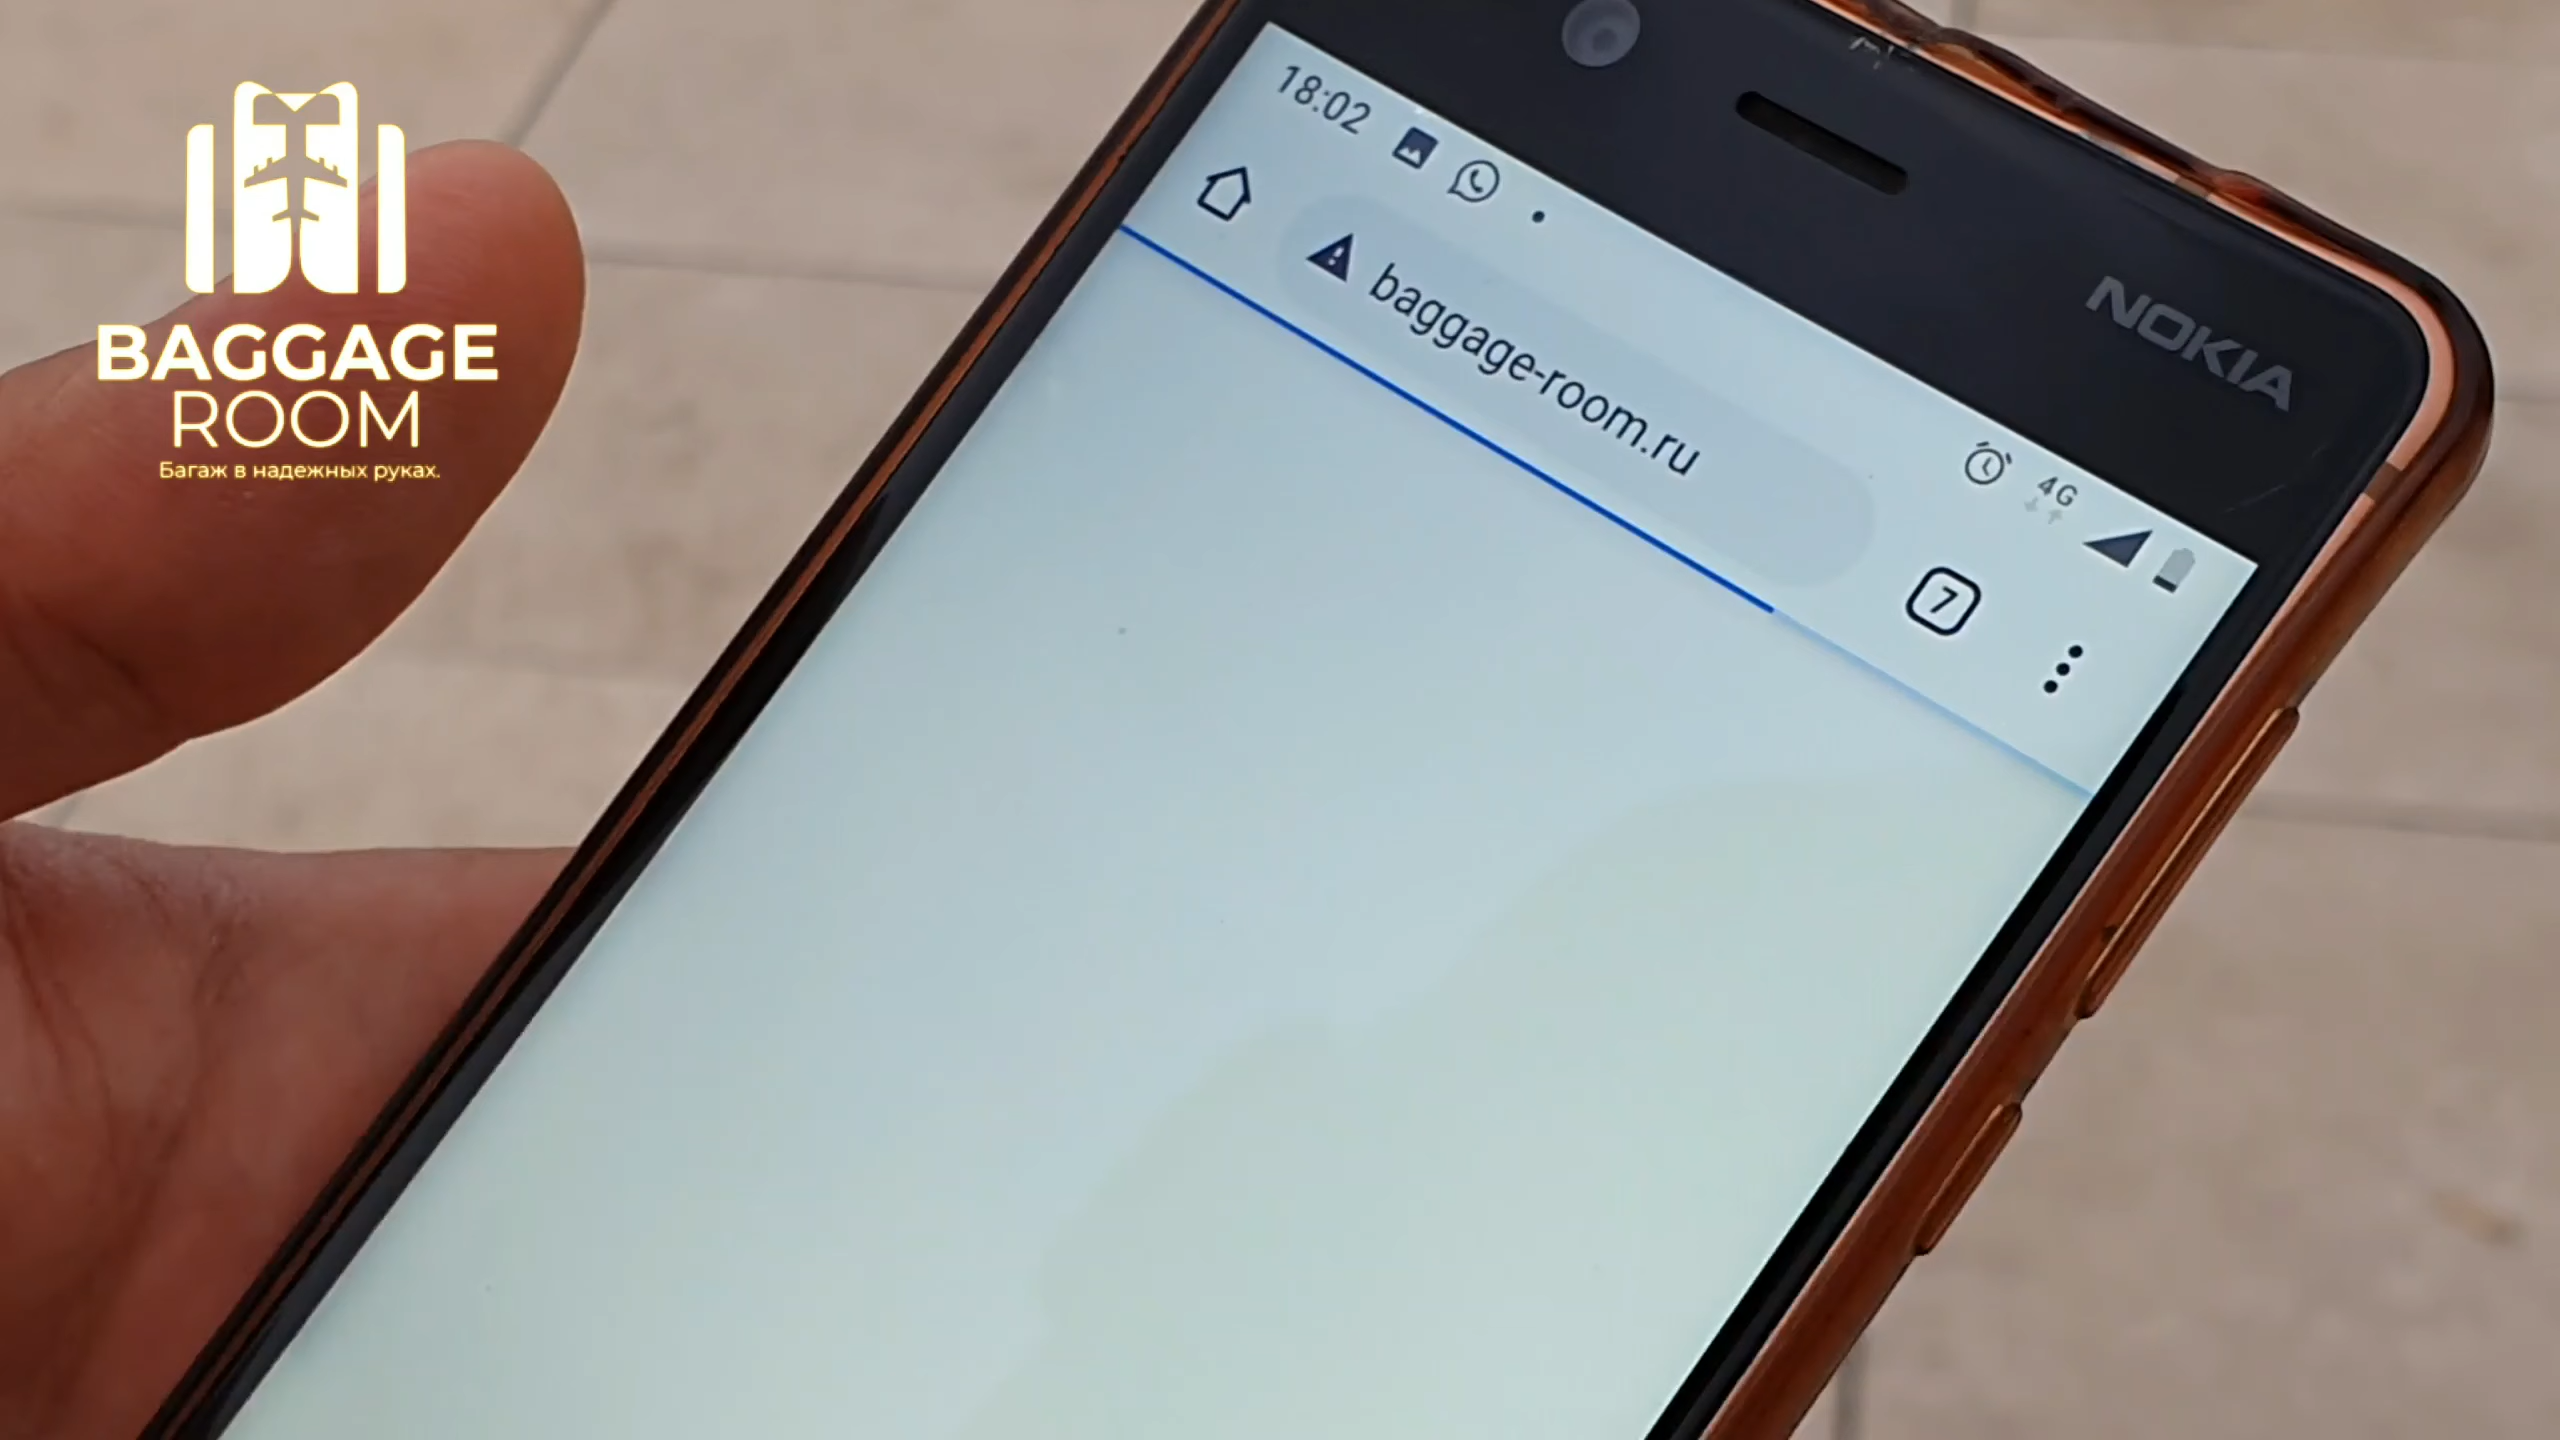 BAGGAGE
ROOM
Багаж в надежных руках.
18:02
baggage-room.ru
NOKIA
4G
7